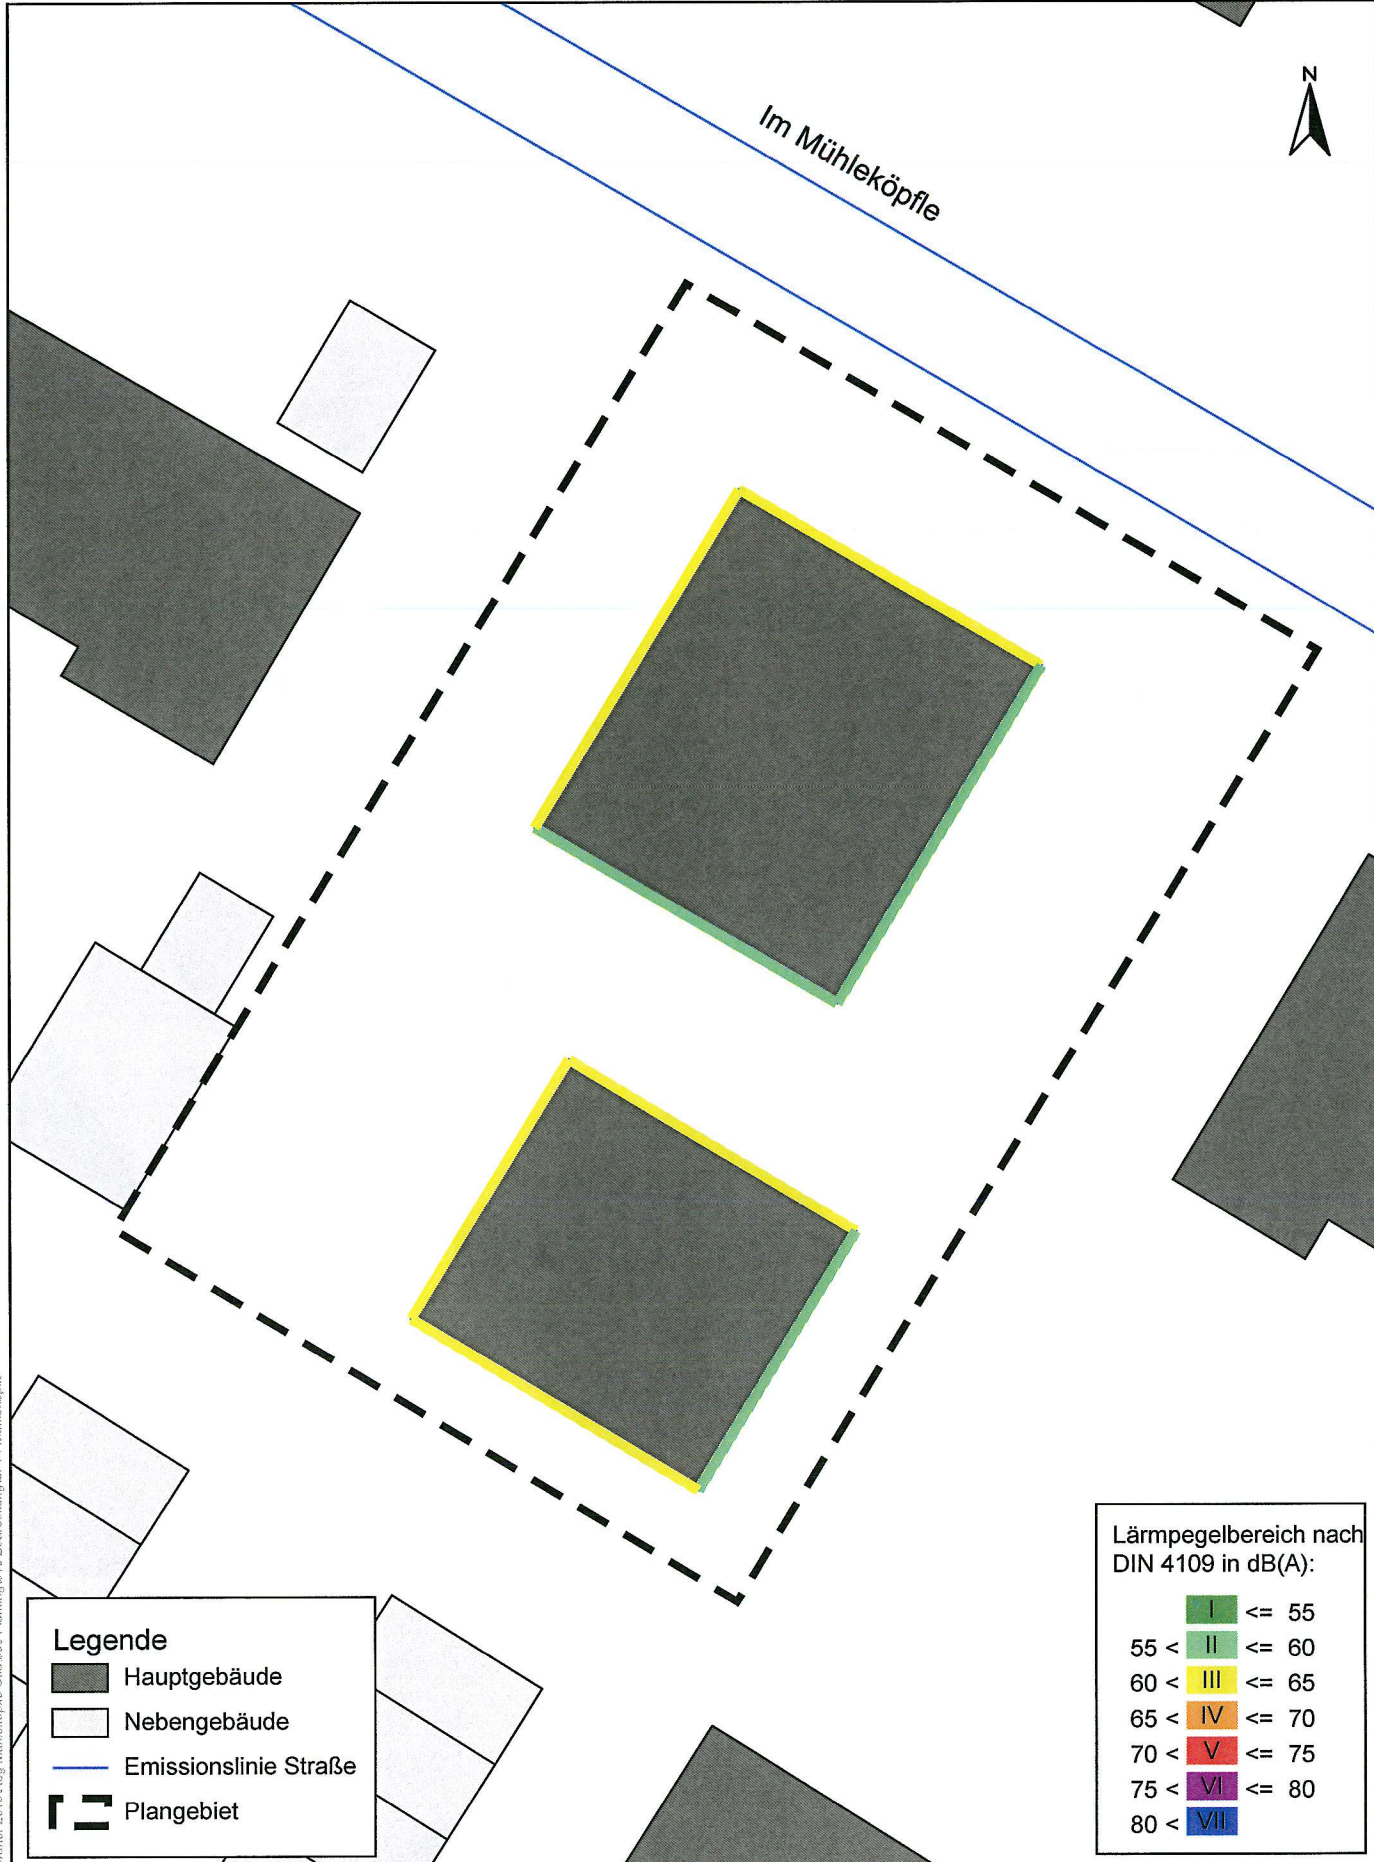 N
Im Mühleköpfle
Lärmpegelbereich nach
DIN 4109 in dB(A):
I <= 55
55 < II <= 60
60 < III <= 65
65 < IV <= 70
70 < V <= 75
75 < VI <= 80
80 < VII
Legende
Hauptgebäude
Nebengebäude
Emissionslinie Straße
Plangebiet